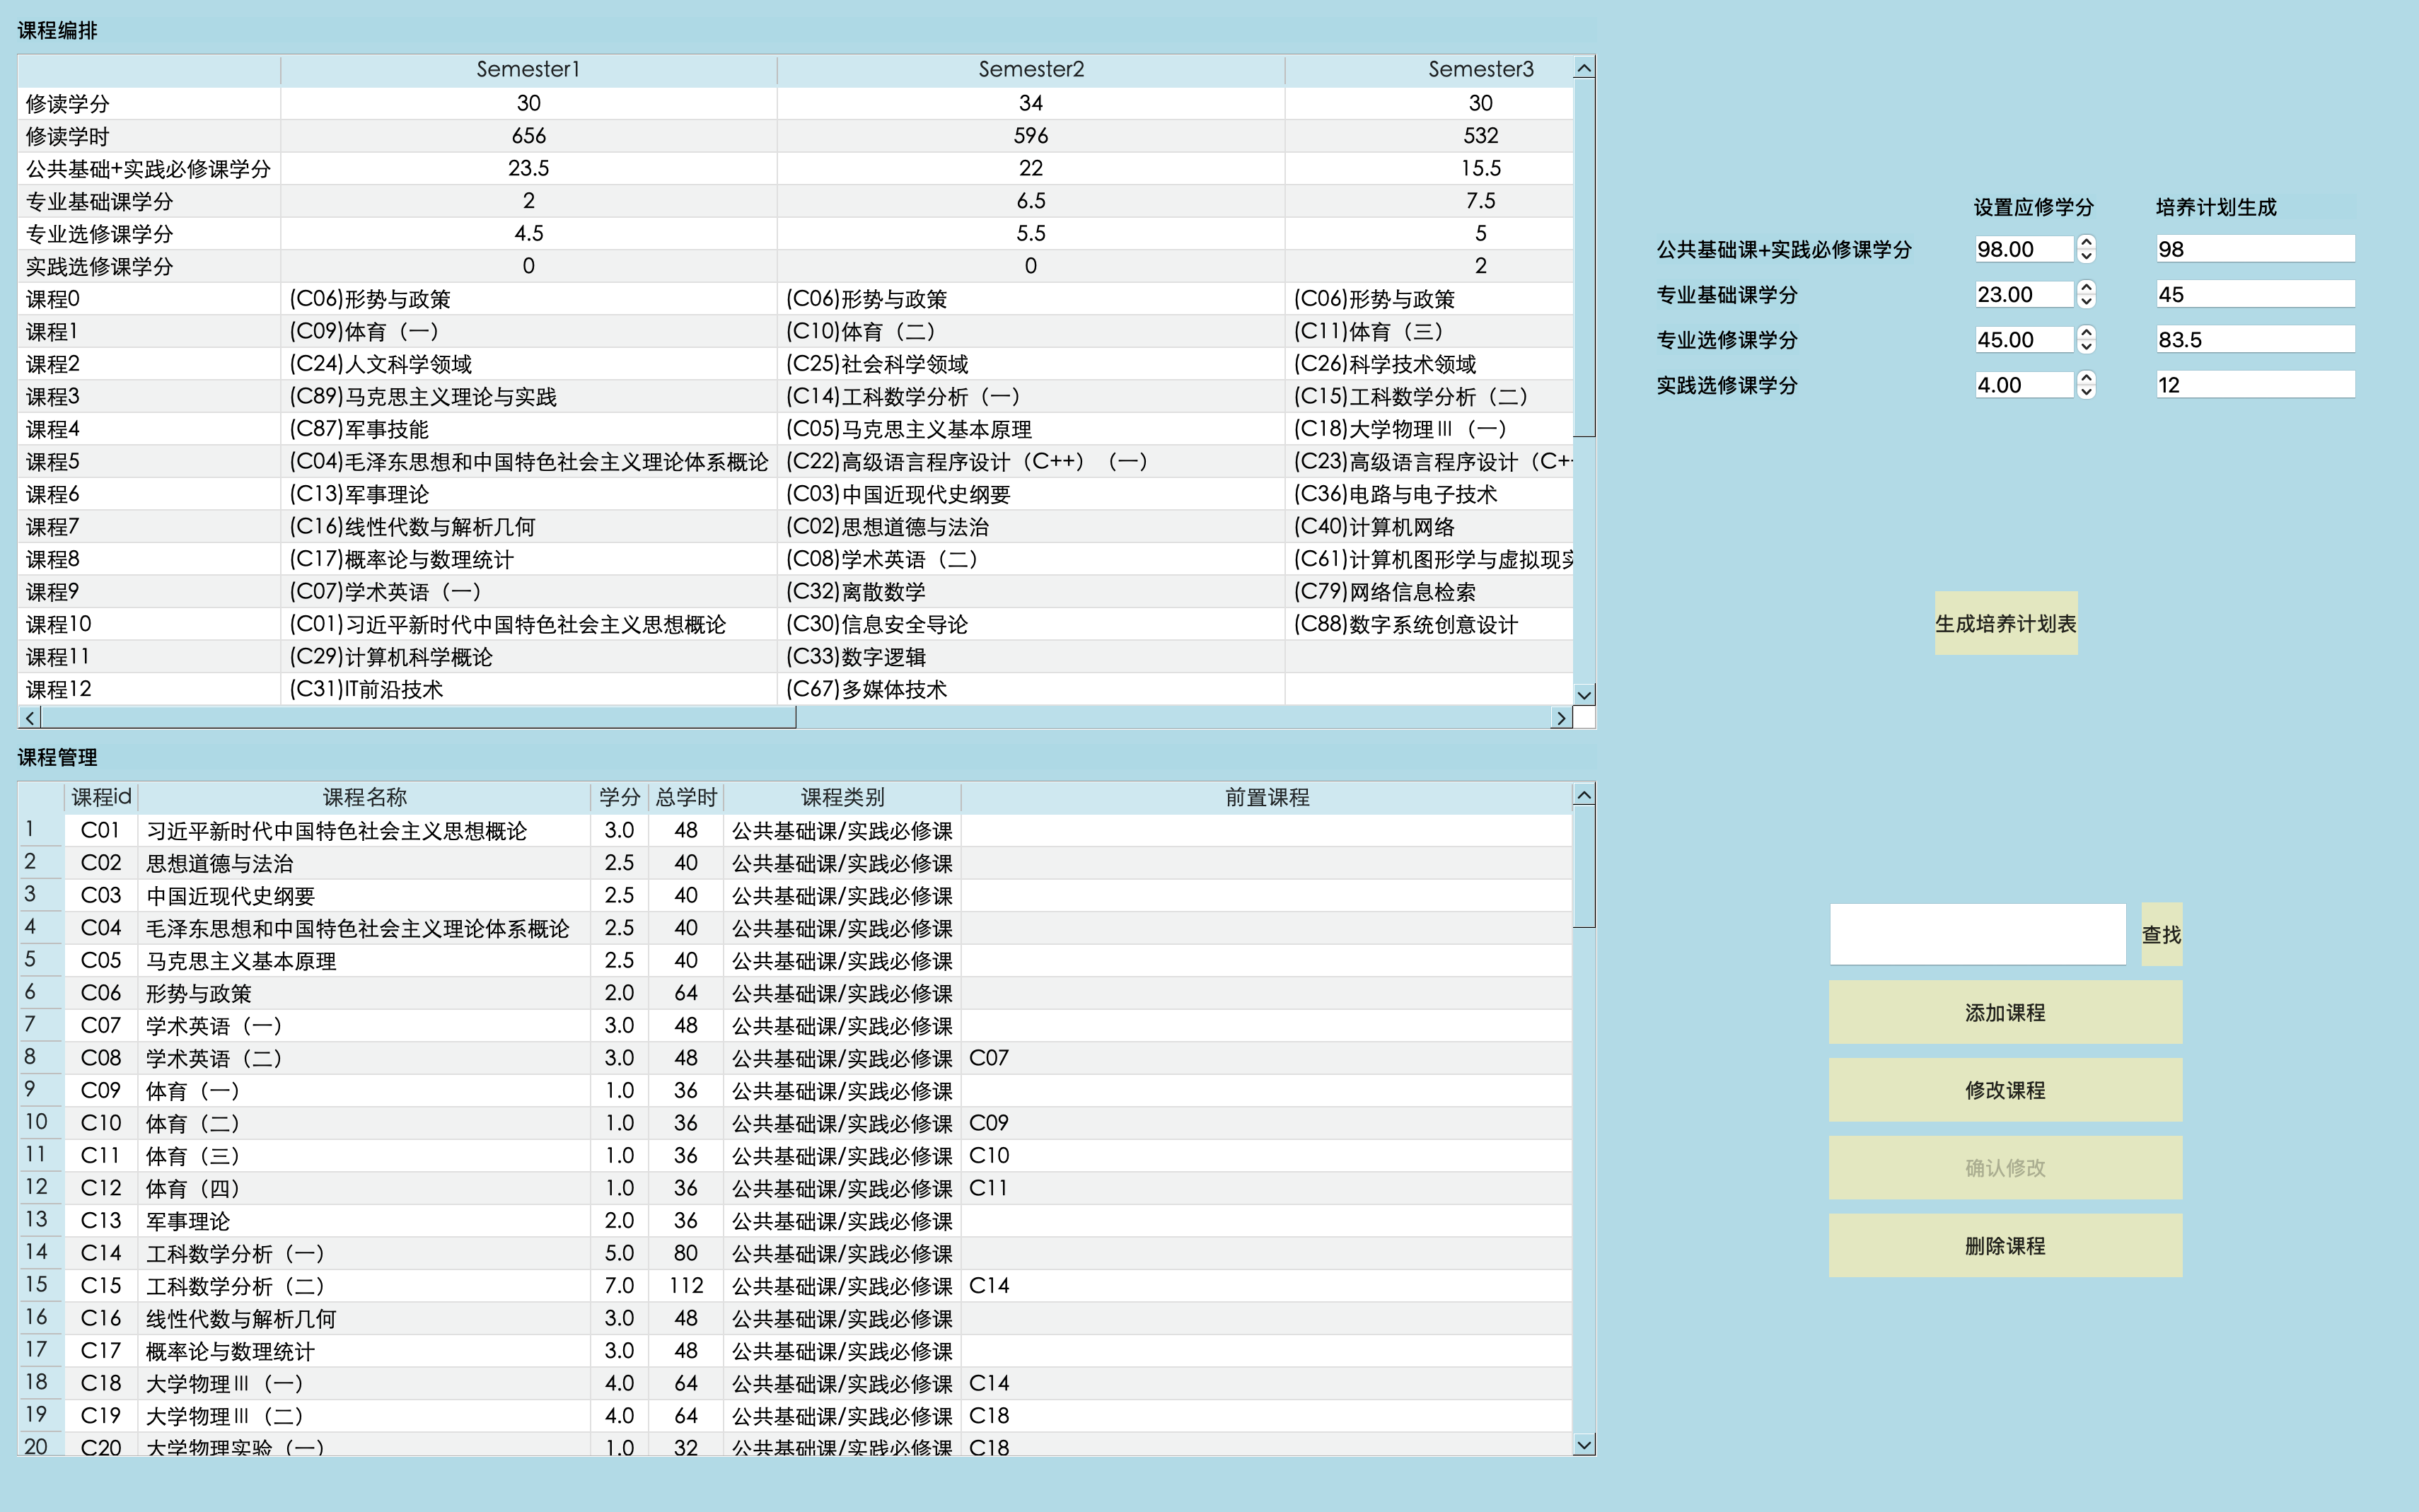 课程编排
Semester1 Semester2 Semester3
修读学分 30 34 30
修读学时 656 596 532
公共基础+实践必修课学分 23.5 22 15.5
专业基础课学分 2 6.5 7.5
专业选修课学分 4.5 5.5 5
实践选修课学分 0 0 2
课程0 (C06)形势与政策 (C06)形势与政策 (C06)形势与政策
课程1 (C09)体育（一） (C10)体育（二） (C11)体育（三）
课程2 (C24)人文科学领域 (C25)社会科学领域 (C26)科学技术领域
课程3 (C89)马克思主义理论与实践 (C14)工科数学分析（一） (C15)工科数学分析（二）
课程4 (C87)军事技能 (C05)马克思主义基本原理 (C18)大学物理Ⅲ（一）
课程5 (C04)毛泽东思想和中国特色社会主义理论体系概论 (C22)高级语言程序设计（C++）（一） (C23)高级语言程序设计（C+
课程6 (C13)军事理论 (C03)中国近现代史纲要 (C36)电路与电子技术
课程7 (C16)线性代数与解析几何 (C02)思想道德与法治 (C40)计算机网络
课程8 (C17)概率论与数理统计 (C08)学术英语（二） (C61)计算机图形学与虚拟现实
课程9 (C07)学术英语（一） (C32)离散数学 (C79)网络信息检索
课程10 (C01)习近平新时代中国特色社会主义思想概论 (C30)信息安全导论 (C88)数字系统创意设计
课程11 (C29)计算机科学概论 (C33)数字逻辑
课程12 (C31)IT前沿技术 (C67)多媒体技术
设置应修学分 培养计划生成
公共基础课+实践必修课学分 98.00 98
专业基础课学分 23.00 45
专业选修课学分 45.00 83.5
实践选修课学分 4.00 12
生成培养计划表
课程管理
课程id 课程名称 学分 总学时 课程类别 前置课程
1 C01 习近平新时代中国特色社会主义思想概论 3.0 48 公共基础课/实践必修课
2 C02 思想道德与法治 2.5 40 公共基础课/实践必修课
3 C03 中国近现代史纲要 2.5 40 公共基础课/实践必修课
4 C04 毛泽东思想和中国特色社会主义理论体系概论 2.5 40 公共基础课/实践必修课
5 C05 马克思主义基本原理 2.5 40 公共基础课/实践必修课
6 C06 形势与政策 2.0 64 公共基础课/实践必修课
7 C07 学术英语（一） 3.0 48 公共基础课/实践必修课
8 C08 学术英语（二） 3.0 48 公共基础课/实践必修课 C07
9 C09 体育（一） 1.0 36 公共基础课/实践必修课
10 C10 体育（二） 1.0 36 公共基础课/实践必修课 C09
11 C11 体育（三） 1.0 36 公共基础课/实践必修课 C10
12 C12 体育（四） 1.0 36 公共基础课/实践必修课 C11
13 C13 军事理论 2.0 36 公共基础课/实践必修课
14 C14 工科数学分析（一） 5.0 80 公共基础课/实践必修课
15 C15 工科数学分析（二） 7.0 112 公共基础课/实践必修课 C14
16 C16 线性代数与解析几何 3.0 48 公共基础课/实践必修课
17 C17 概率论与数理统计 3.0 48 公共基础课/实践必修课
18 C18 大学物理Ⅲ（一） 4.0 64 公共基础课/实践必修课 C14
19 C19 大学物理Ⅲ（二） 4.0 64 公共基础课/实践必修课 C18
20 C20 大学物理实验（一） 1.0 32 公共基础课/实践必修课 C18
查找
添加课程
修改课程
确认修改
删除课程